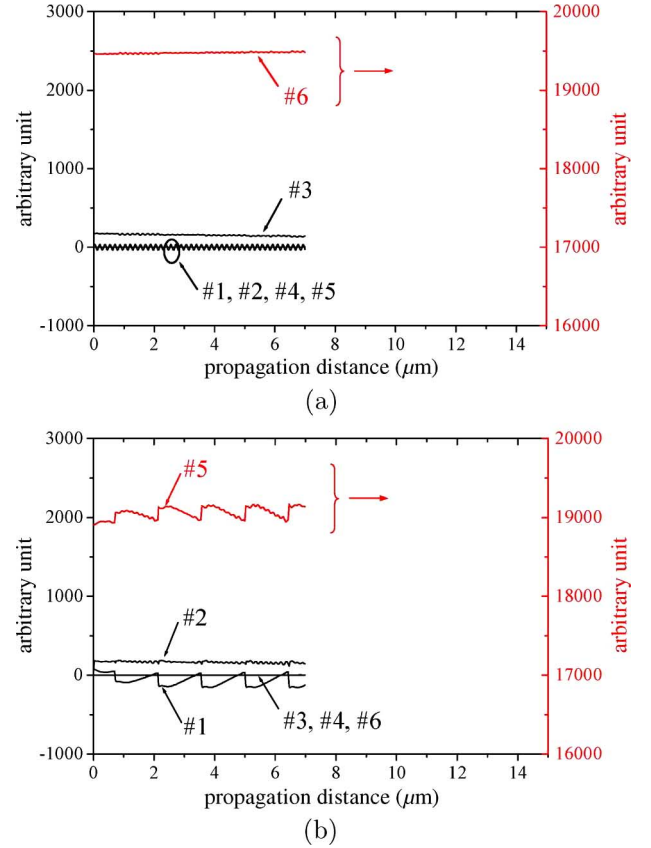 3000
20000
2500
19000
#6
arbitrary unit
1000
18000
arbitrary unit
#3
0
17000
#1, #2, #4, #5
-1000
16000
0 2 4 6 8 10 12 14
propagation distance (μm)
(a)
3000
20000
#5
2000
19000
arbitrary unit
1000
18000
arbitrary unit
#2
0
17000
#1
#3, #4, #6
-1000
16000
0 2 4 6 8 10 12 14
propagation distance (μm)
(b)